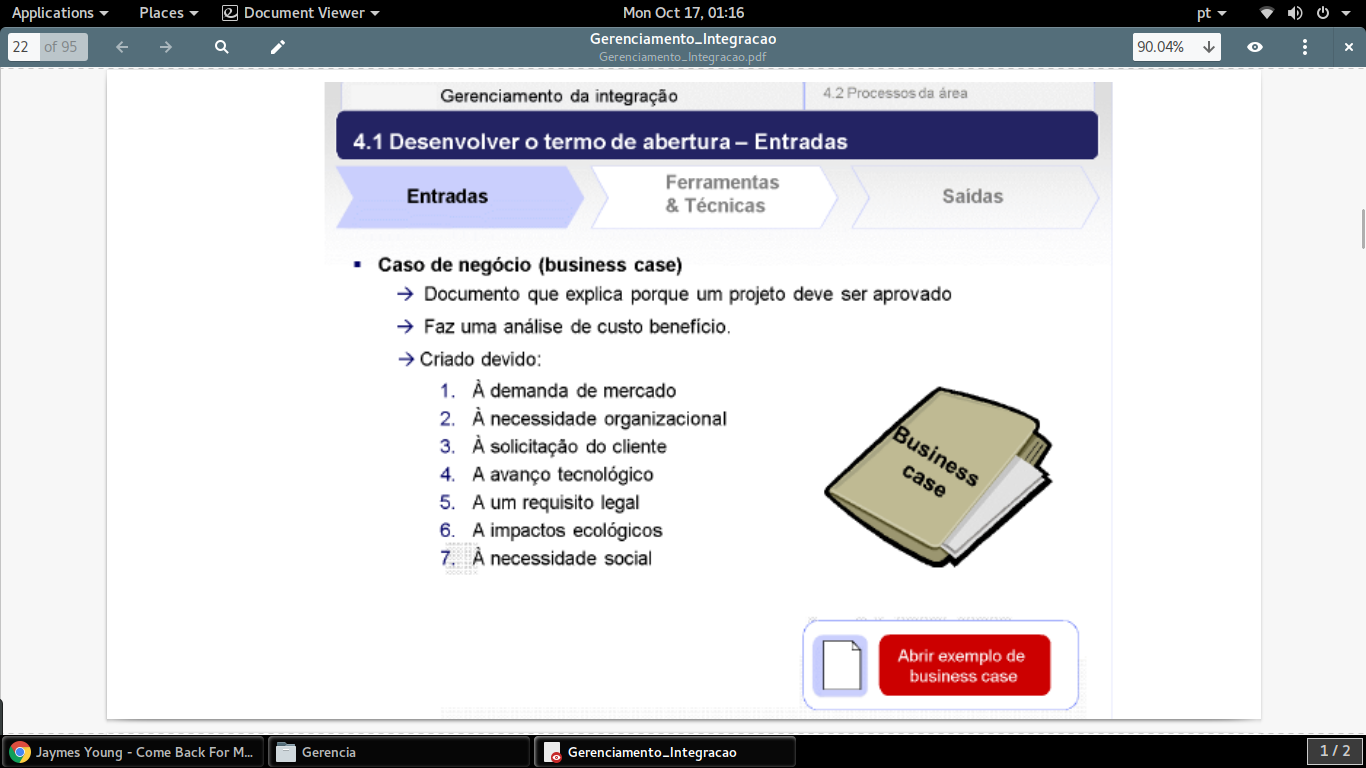 Applications Places Document Viewer Mon Oct 17, 01:16 pt
22 of 95 Gerenciamento_Integracao 90.04%
Gerenciamento_Integracao.pdf
Gerenciamento da integração 4.2 Processos da área
4.1 Desenvolver o termo de abertura – Entradas
Entradas
Ferramentas
& Técnicas
Saídas
▪ Caso de negócio (business case)
→ Documento que explica porque um projeto deve ser aprovado
→ Faz uma análise de custo benefício.
→ Criado devido:
1. À demanda de mercado
2. À necessidade organizacional
3. À solicitação do cliente
4. A avanço tecnológico
5. A um requisito legal
6. A impactos ecológicos
7. À necessidade social
Business
case
Abrir exemplo de
business case
Jaymes Young - Come Back For M... Gerencia Gerenciamento_Integracao 1 / 2